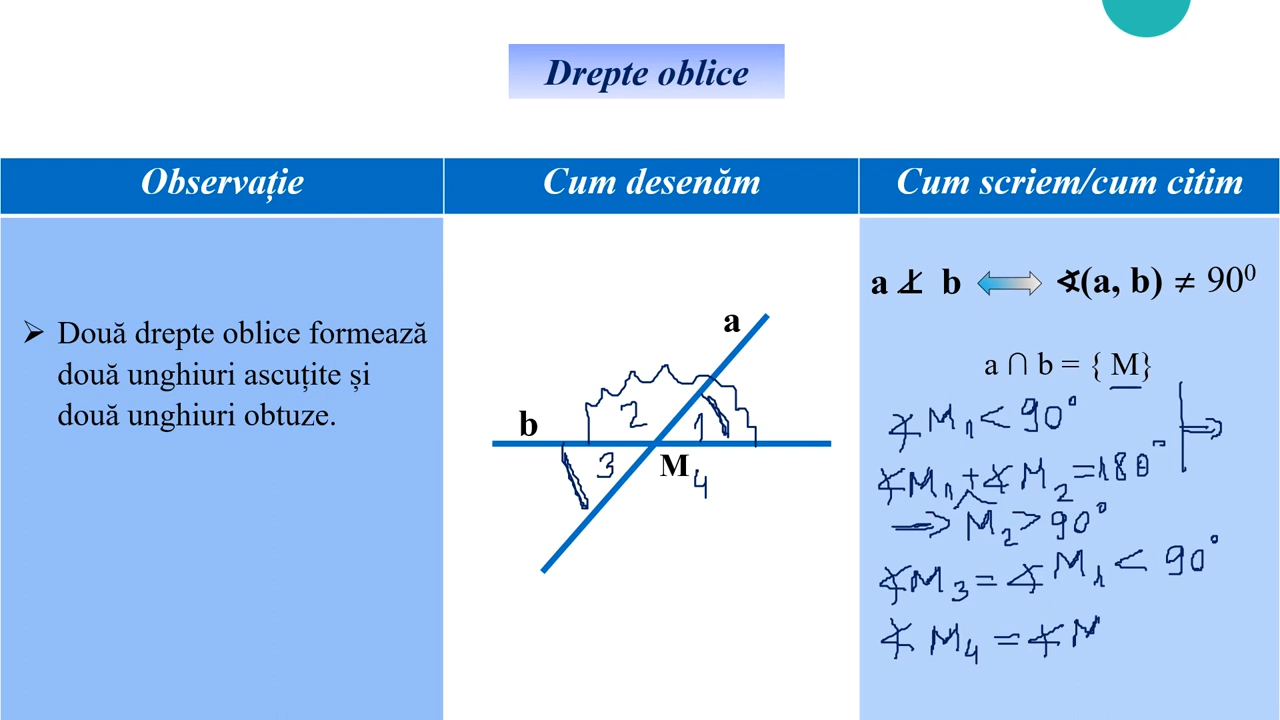 Drepte oblice
Observație
Cum desenăm
Cum scriem/cum citim
➢ Două drepte oblice formează
două unghiuri ascuțite și
două unghiuri obtuze.
a
b
M
1
2
3
4
a ⊥̸ b ⟺ ∢(a, b) ≠ 90⁰
a ∩ b = { M}
∢M₁ < 90°
∢M₁ + ∢M₂ = 180° | ⇒
⇒ M̂₂ > 90°
∢M₃ = ∢M₁ < 90°
∢M₄ = ∢M